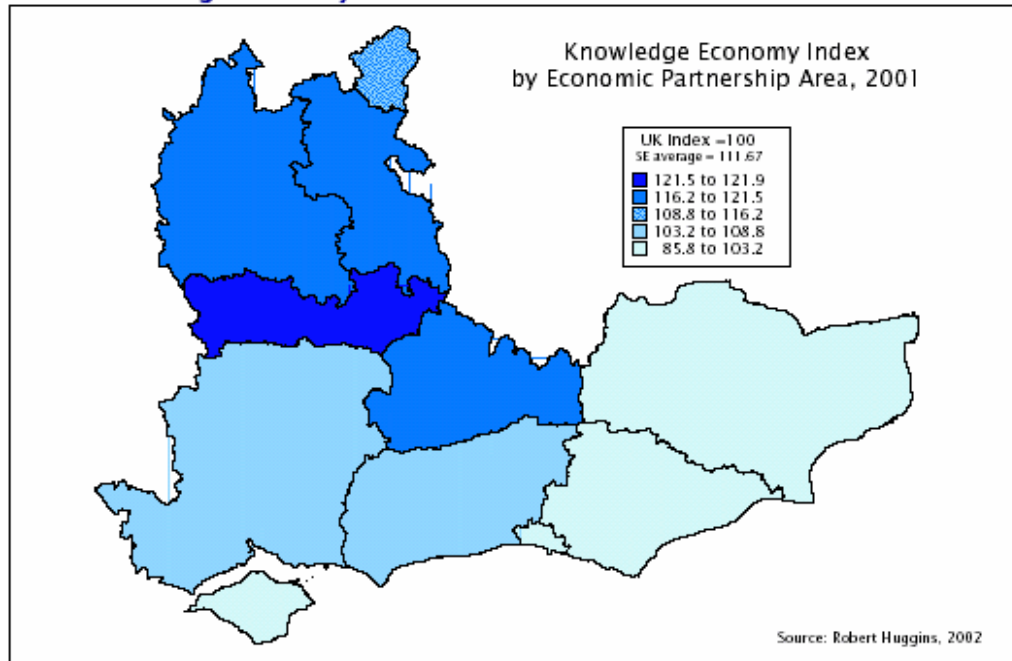 Knowledge Economy Index
by Economic Partnership Area, 2001
UK Index =100
SE average = 111.67
121.5 to 121.9
116.2 to 121.5
108.8 to 116.2
103.2 to 108.8
85.8 to 103.2
Source: Robert Huggins, 2002